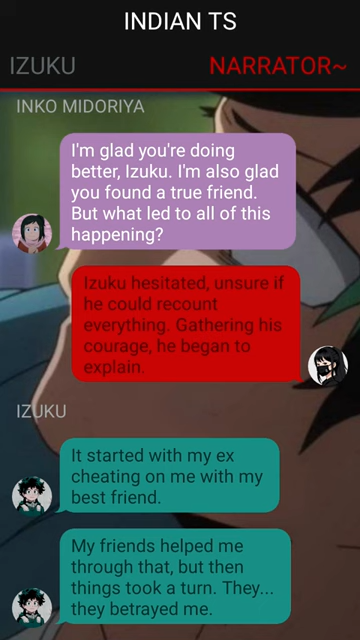 INDIAN TS
IZUKU
NARRATOR~
INKO MIDORIYA
I'm glad you're doing
better, Izuku. I'm also glad
you found a true friend.
But what led to all of this
happening?
Izuku hesitated, unsure if
he could recount
everything. Gathering his
courage, he began to
explain.
IZUKU
It started with my ex
cheating on me with my
best friend.
My friends helped me
through that, but then
things took a turn. They...
they betrayed me.